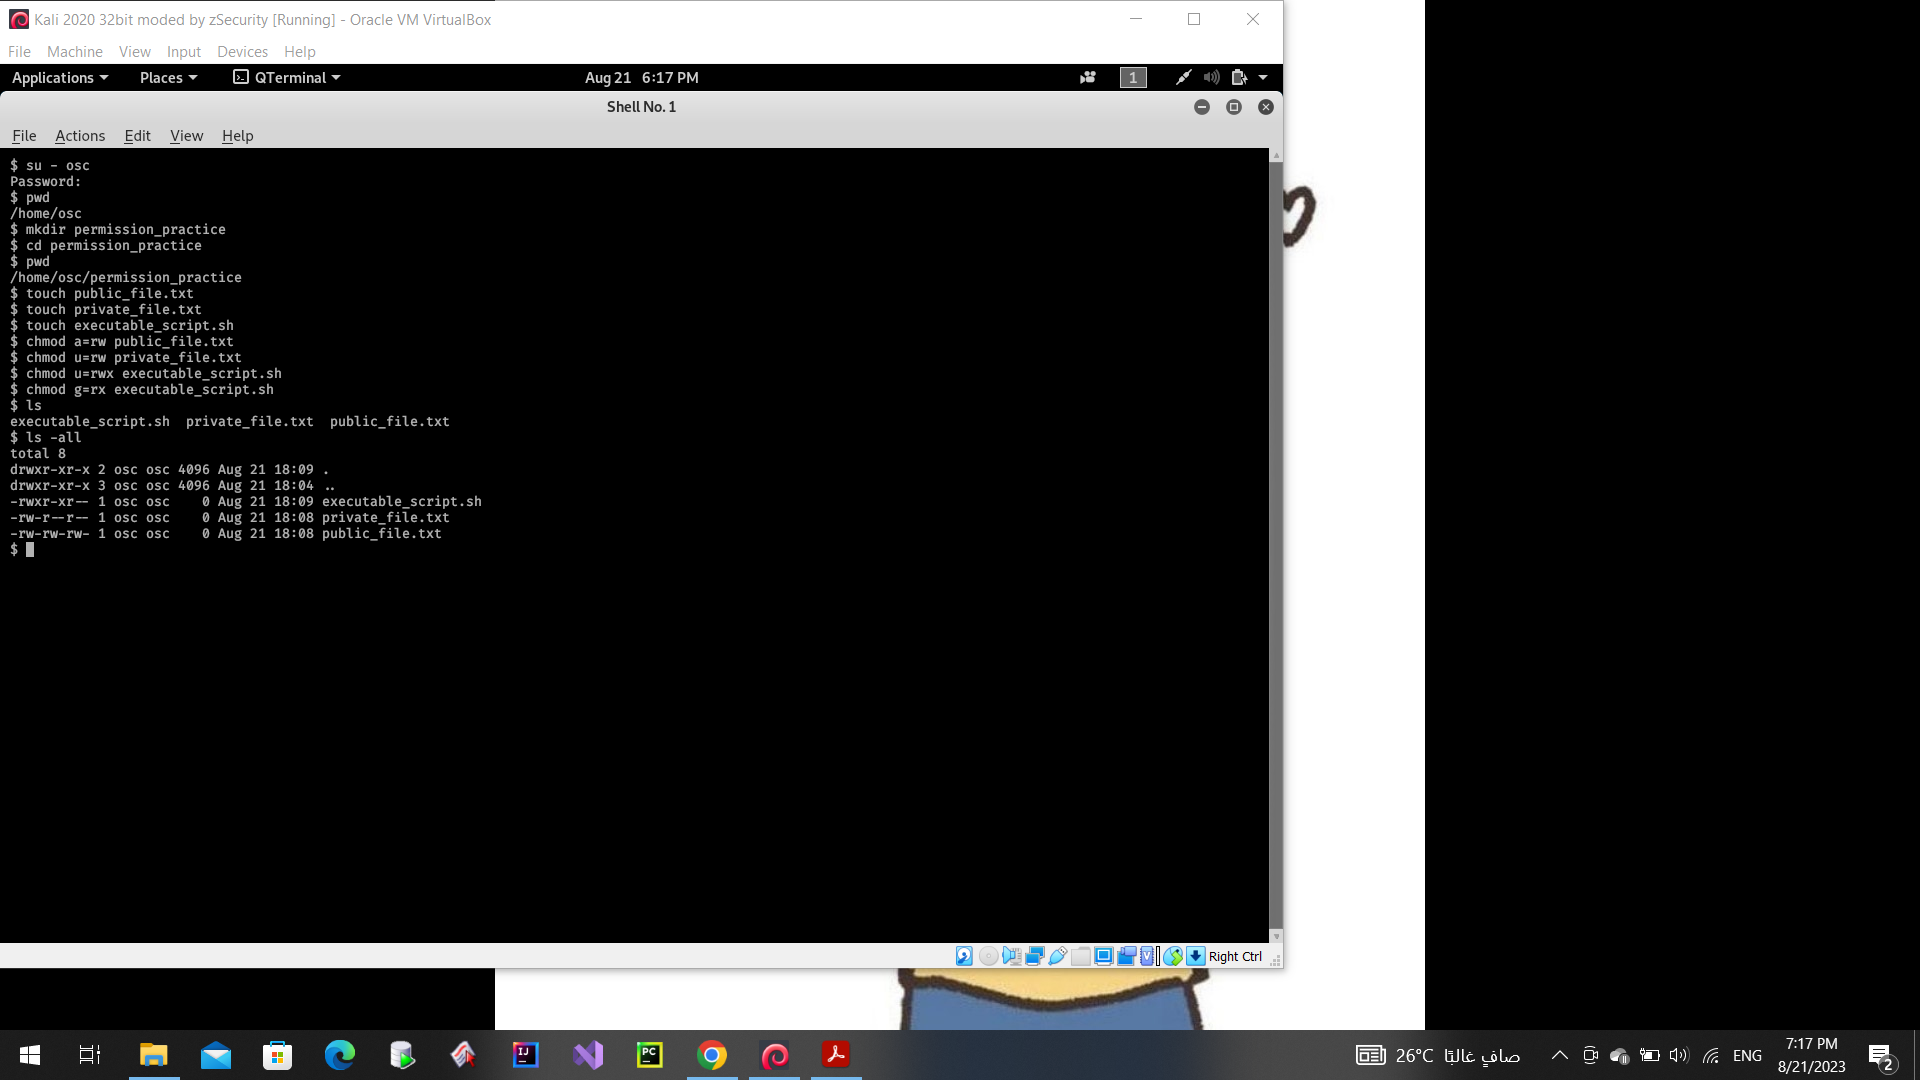 Kali 2020 32bit moded by zSecurity [Running] - Oracle VM VirtualBox
File Machine View Input Devices Help
Applications Places QTerminal Aug 21 6:17 PM 1
Shell No. 1
File Actions Edit View Help
$ su - osc
Password:
$ pwd
/home/osc
$ mkdir permission_practice
$ cd permission_practice
$ pwd
/home/osc/permission_practice
$ touch public_file.txt
$ touch private_file.txt
$ touch executable_script.sh
$ chmod a=rw public_file.txt
$ chmod u=rw private_file.txt
$ chmod u=rwx executable_script.sh
$ chmod g=rx executable_script.sh
$ ls
executable_script.sh  private_file.txt  public_file.txt
$ ls -all
total 8
drwxr-xr-x 2 osc osc 4096 Aug 21 18:09 .
drwxr-xr-x 3 osc osc 4096 Aug 21 18:04 ..
-rwxr-xr-- 1 osc osc    0 Aug 21 18:09 executable_script.sh
-rw-r--r-- 1 osc osc    0 Aug 21 18:08 private_file.txt
-rw-rw-rw- 1 osc osc    0 Aug 21 18:08 public_file.txt
$
Right Ctrl
IJ PC 26°C صافٍ غالبًا ENG 7:17 PM
8/21/2023 2